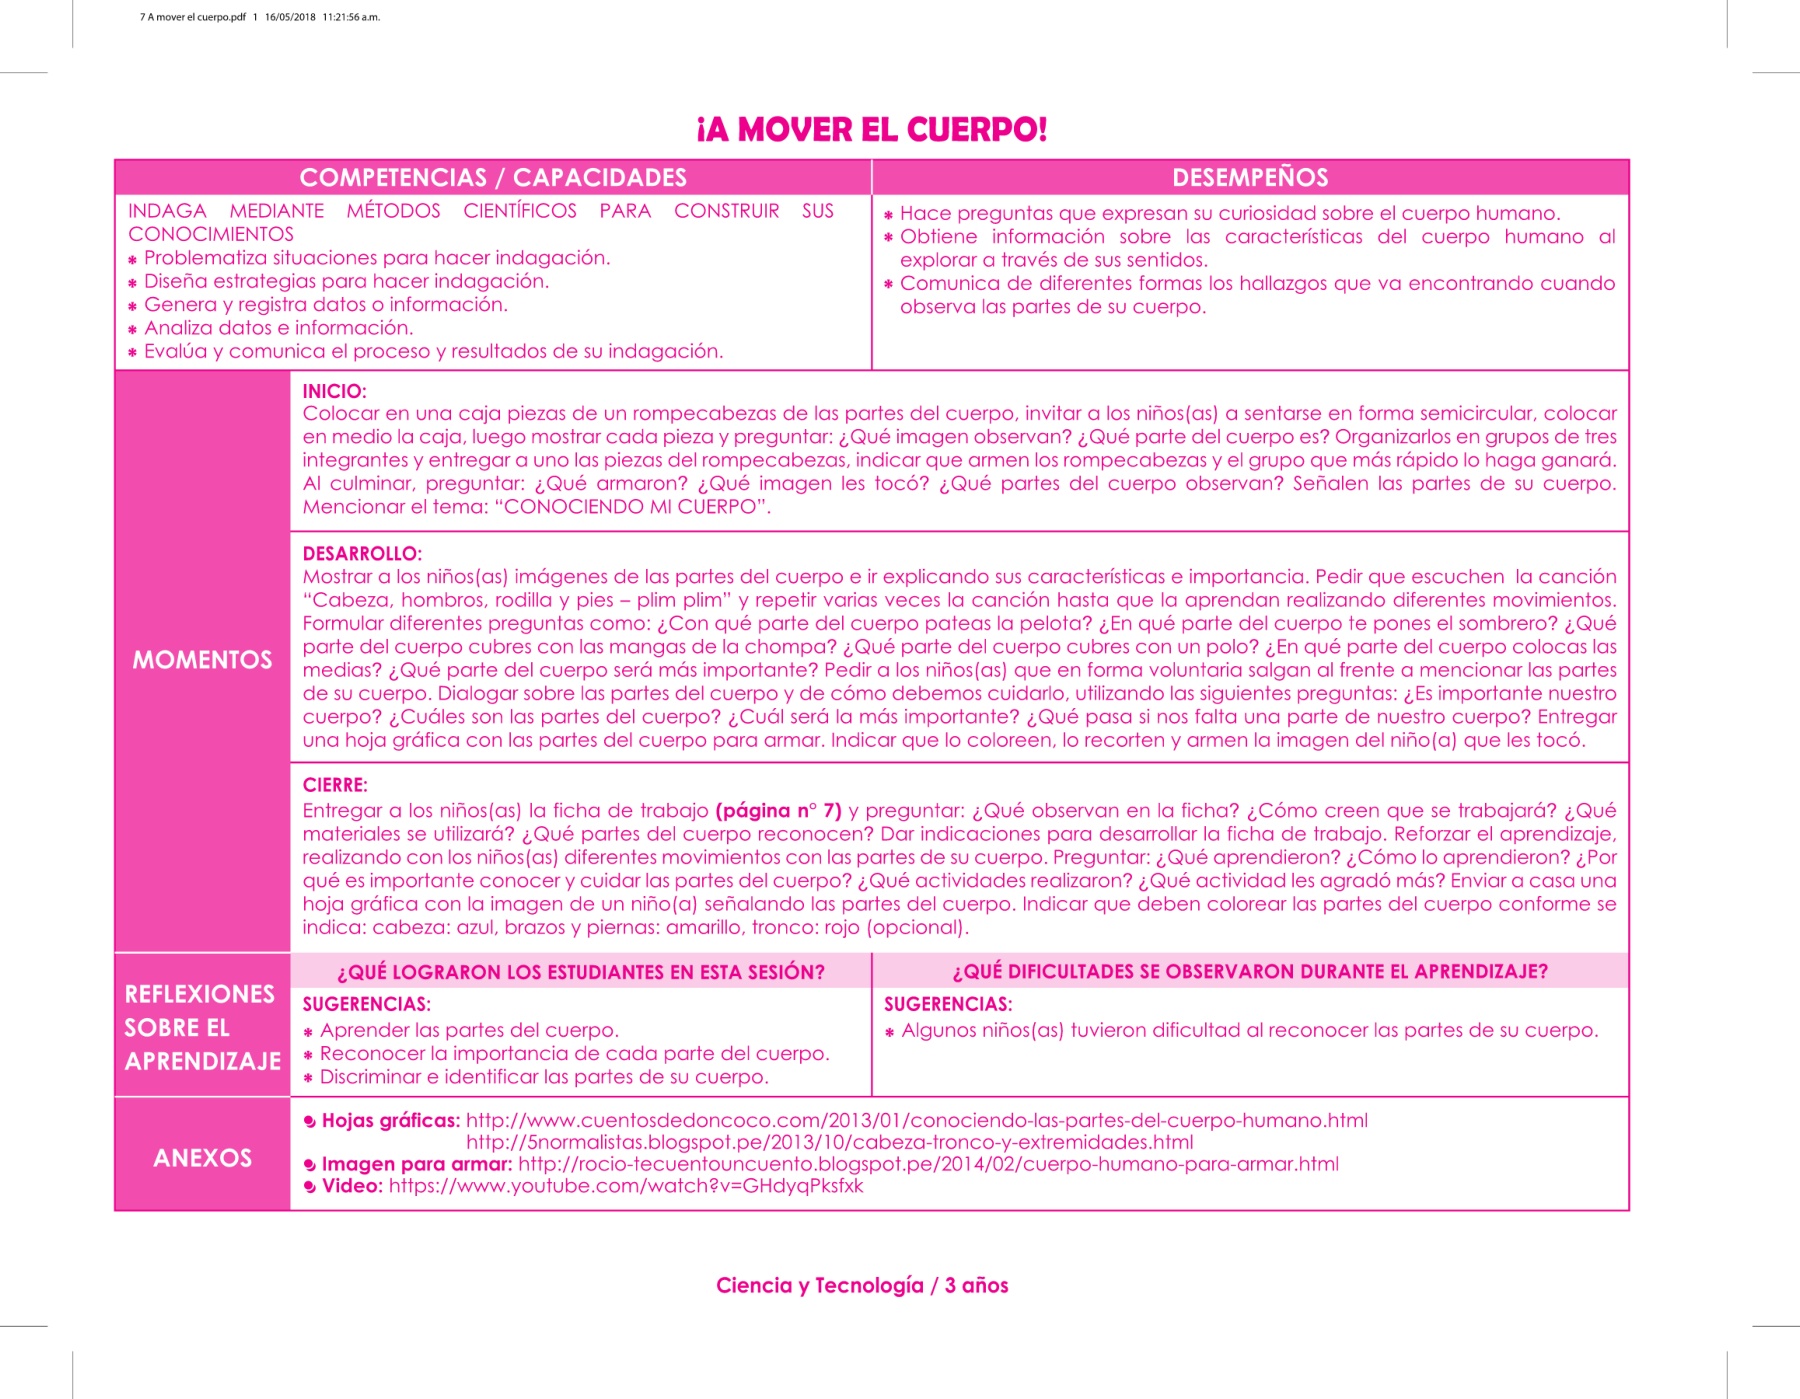 7 A mover el cuerpo.pdf   1   16/05/2018   11:21:56 a.m.
¡A MOVER EL CUERPO!
COMPETENCIAS / CAPACIDADES
INDAGA MEDIANTE MÉTODOS CIENTÍFICOS PARA CONSTRUIR SUS
CONOCIMIENTOS
* Problematiza situaciones para hacer indagación.
* Diseña estrategias para hacer indagación.
* Genera y registra datos o información.
* Analiza datos e información.
* Evalúa y comunica el proceso y resultados de su indagación.
DESEMPEÑOS
* Hace preguntas que expresan su curiosidad sobre el cuerpo humano.
* Obtiene información sobre las características del cuerpo humano al
explorar a través de sus sentidos.
* Comunica de diferentes formas los hallazgos que va encontrando cuando
observa las partes de su cuerpo.
MOMENTOS
INICIO:
Colocar en una caja piezas de un rompecabezas de las partes del cuerpo, invitar a los niños(as) a sentarse en forma semicircular, colocar
en medio la caja, luego mostrar cada pieza y preguntar: ¿Qué imagen observan? ¿Qué parte del cuerpo es? Organizarlos en grupos de tres
integrantes y entregar a uno las piezas del rompecabezas, indicar que armen los rompecabezas y el grupo que más rápido lo haga ganará.
Al culminar, preguntar: ¿Qué armaron? ¿Qué imagen les tocó? ¿Qué partes del cuerpo observan? Señalen las partes de su cuerpo.
Mencionar el tema: “CONOCIENDO MI CUERPO”.
DESARROLLO:
Mostrar a los niños(as) imágenes de las partes del cuerpo e ir explicando sus características e importancia. Pedir que escuchen  la canción
“Cabeza, hombros, rodilla y pies – plim plim” y repetir varias veces la canción hasta que la aprendan realizando diferentes movimientos.
Formular diferentes preguntas como: ¿Con qué parte del cuerpo pateas la pelota? ¿En qué parte del cuerpo te pones el sombrero? ¿Qué
parte del cuerpo cubres con las mangas de la chompa? ¿Qué parte del cuerpo cubres con un polo? ¿En qué parte del cuerpo colocas las
medias? ¿Qué parte del cuerpo será más importante? Pedir a los niños(as) que en forma voluntaria salgan al frente a mencionar las partes
de su cuerpo. Dialogar sobre las partes del cuerpo y de cómo debemos cuidarlo, utilizando las siguientes preguntas: ¿Es importante nuestro
cuerpo? ¿Cuáles son las partes del cuerpo? ¿Cuál será la más importante? ¿Qué pasa si nos falta una parte de nuestro cuerpo? Entregar
una hoja gráfica con las partes del cuerpo para armar. Indicar que lo coloreen, lo recorten y armen la imagen del niño(a) que les tocó.
CIERRE:
Entregar a los niños(as) la ficha de trabajo (página n° 7) y preguntar: ¿Qué observan en la ficha? ¿Cómo creen que se trabajará? ¿Qué
materiales se utilizará? ¿Qué partes del cuerpo reconocen? Dar indicaciones para desarrollar la ficha de trabajo. Reforzar el aprendizaje,
realizando con los niños(as) diferentes movimientos con las partes de su cuerpo. Preguntar: ¿Qué aprendieron? ¿Cómo lo aprendieron? ¿Por
qué es importante conocer y cuidar las partes del cuerpo? ¿Qué actividades realizaron? ¿Qué actividad les agradó más? Enviar a casa una
hoja gráfica con la imagen de un niño(a) señalando las partes del cuerpo. Indicar que deben colorear las partes del cuerpo conforme se
indica: cabeza: azul, brazos y piernas: amarillo, tronco: rojo (opcional).
REFLEXIONES
SOBRE EL
APRENDIZAJE
¿QUÉ LOGRARON LOS ESTUDIANTES EN ESTA SESIÓN?
SUGERENCIAS:
* Aprender las partes del cuerpo.
* Reconocer la importancia de cada parte del cuerpo.
* Discriminar e identificar las partes de su cuerpo.
¿QUÉ DIFICULTADES SE OBSERVARON DURANTE EL APRENDIZAJE?
SUGERENCIAS:
* Algunos niños(as) tuvieron dificultad al reconocer las partes de su cuerpo.
ANEXOS
Hojas gráficas: http://www.cuentosdedoncoco.com/2013/01/conociendo-las-partes-del-cuerpo-humano.html
http://5normalistas.blogspot.pe/2013/10/cabeza-tronco-y-extremidades.html
Imagen para armar: http://rocio-tecuentouncuento.blogspot.pe/2014/02/cuerpo-humano-para-armar.html
Video: https://www.youtube.com/watch?v=GHdyqPksfxk
Ciencia y Tecnología / 3 años